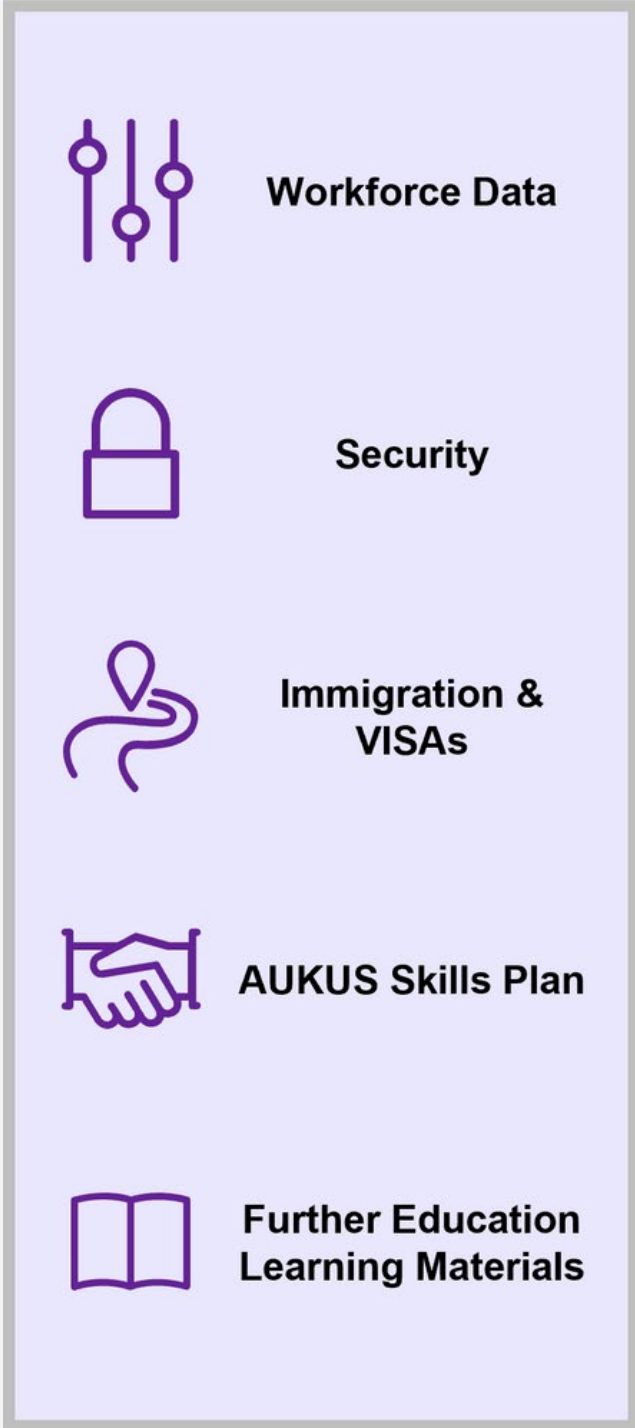 Workforce Data
Security
Immigration &
VISAs
AUKUS Skills Plan
Further Education
Learning Materials